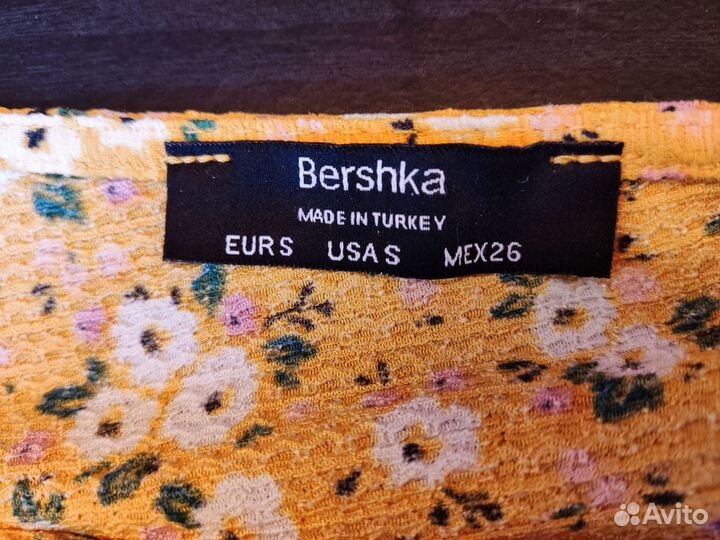 Bershka
MADE IN TURKEY
EUR S USA S MEX 26
Avito